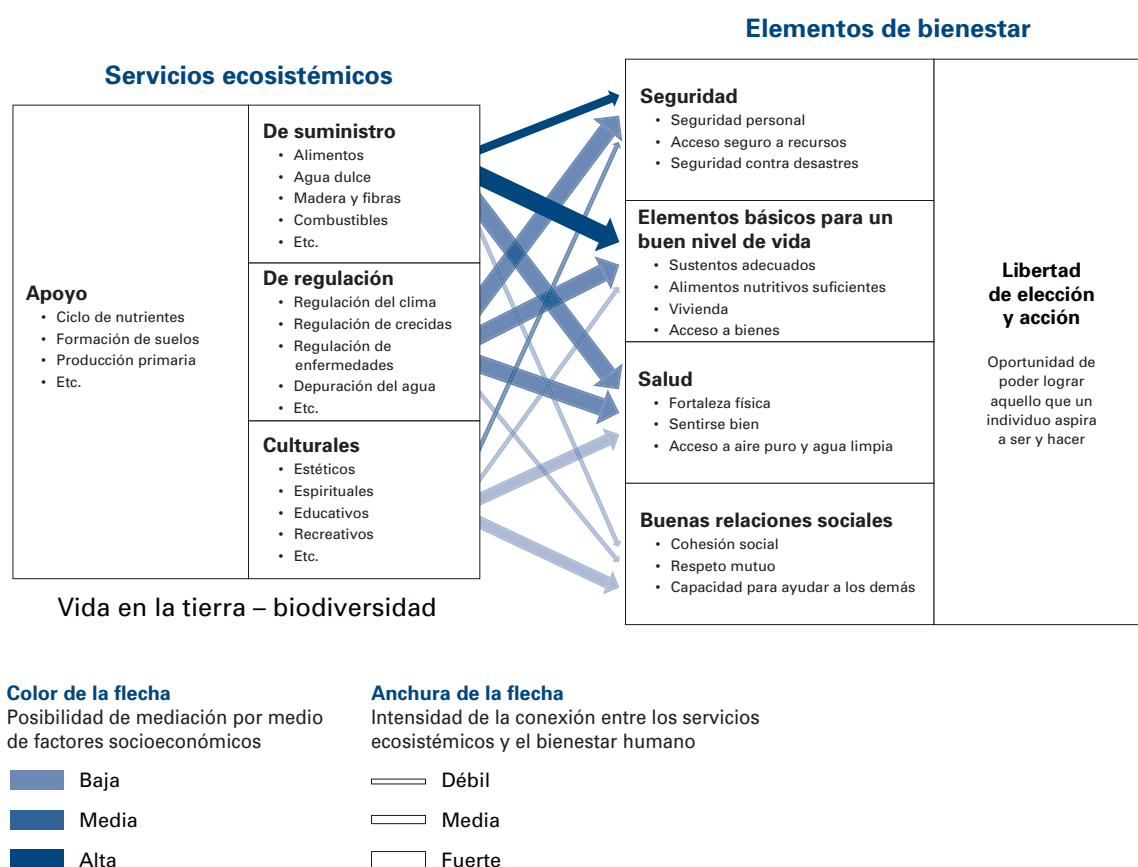 Elementos de bienestar
Servicios ecosistémicos
Apoyo
• Ciclo de nutrientes
• Formación de suelos
• Producción primaria
• Etc.
De suministro
• Alimentos
• Agua dulce
• Madera y fibras
• Combustibles
• Etc.
De regulación
• Regulación del clima
• Regulación de crecidas
• Regulación de
enfermedades
• Depuración del agua
• Etc.
Culturales
• Estéticos
• Espirituales
• Educativos
• Recreativos
• Etc.
Vida en la tierra – biodiversidad
Seguridad
• Seguridad personal
• Acceso seguro a recursos
• Seguridad contra desastres
Elementos básicos para un
buen nivel de vida
• Sustentos adecuados
• Alimentos nutritivos suficientes
• Vivienda
• Acceso a bienes
Salud
• Fortaleza física
• Sentirse bien
• Acceso a aire puro y agua limpia
Buenas relaciones sociales
• Cohesión social
• Respeto mutuo
• Capacidad para ayudar a los demás
Libertad
de elección
y acción
Oportunidad de
poder lograr
aquello que un
individuo aspira
a ser y hacer
Color de la flecha
Posibilidad de mediación por medio
de factores socioeconómicos
Baja
Media
Alta
Anchura de la flecha
Intensidad de la conexión entre los servicios
ecosistémicos y el bienestar humano
Débil
Media
Fuerte